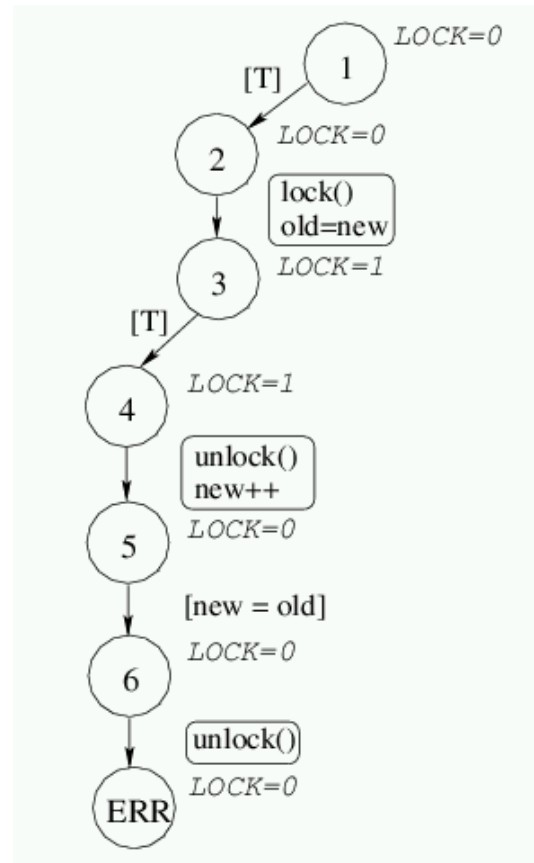 LOCK=0
1
[T]
LOCK=0
2
lock()
old=new
LOCK=1
3
[T]
LOCK=1
4
unlock()
new++
LOCK=0
5
[new = old]
LOCK=0
6
unlock()
LOCK=0
ERR